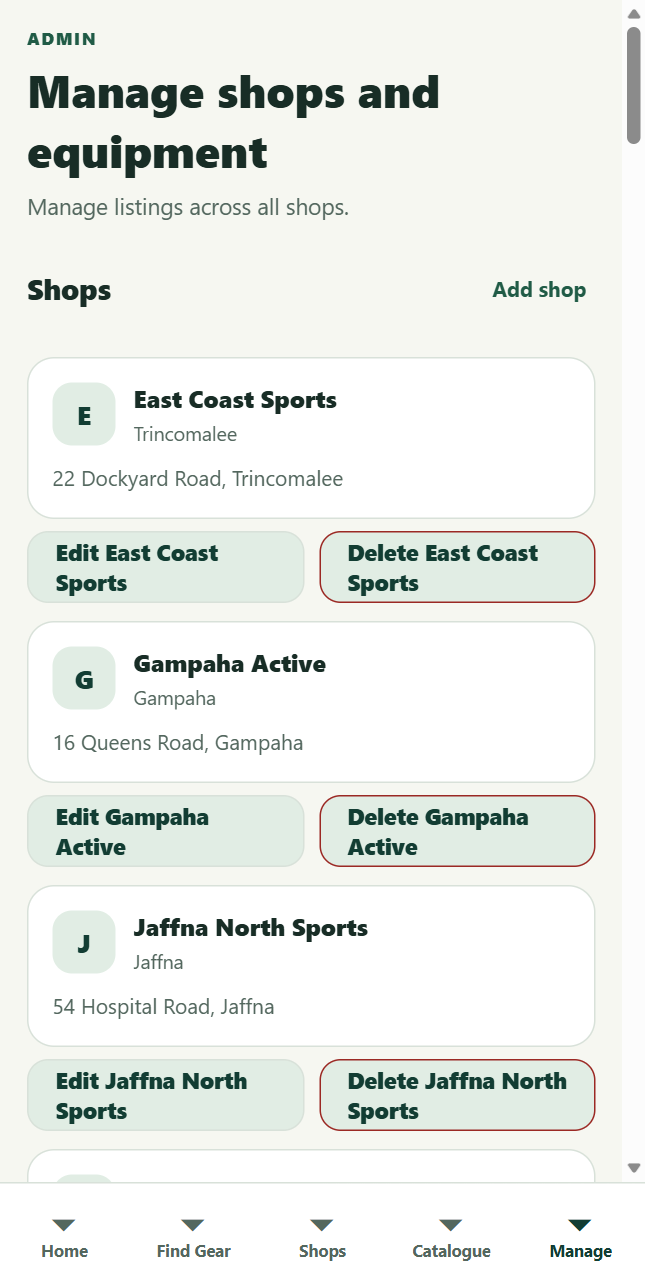 ADMIN
Manage shops and
equipment
Manage listings across all shops.
Shops
Add shop
E
East Coast Sports
Trincomalee
22 Dockyard Road, Trincomalee
Edit East Coast
Sports
Delete East Coast
Sports
G
Gampaha Active
Gampaha
16 Queens Road, Gampaha
Edit Gampaha
Active
Delete Gampaha
Active
J
Jaffna North Sports
Jaffna
54 Hospital Road, Jaffna
Edit Jaffna North
Sports
Delete Jaffna North
Sports
Home
Find Gear
Shops
Catalogue
Manage